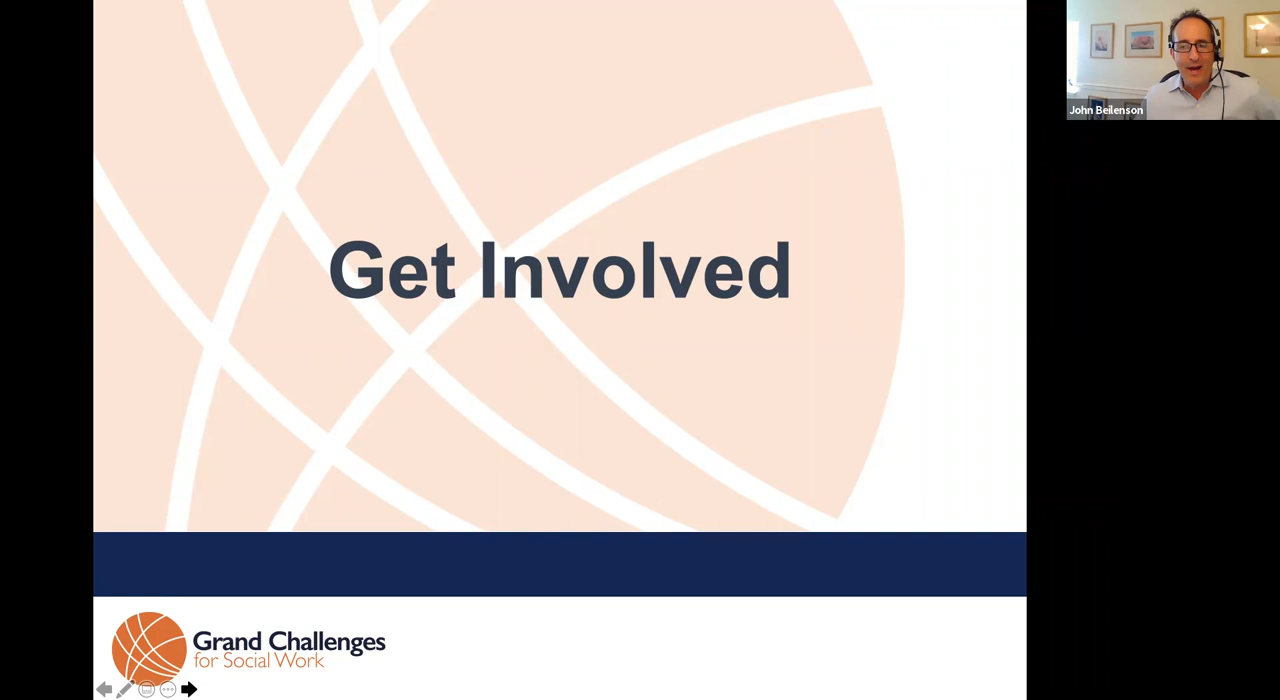 John Beilenson
Get Involved
Grand Challenges
for Social Work